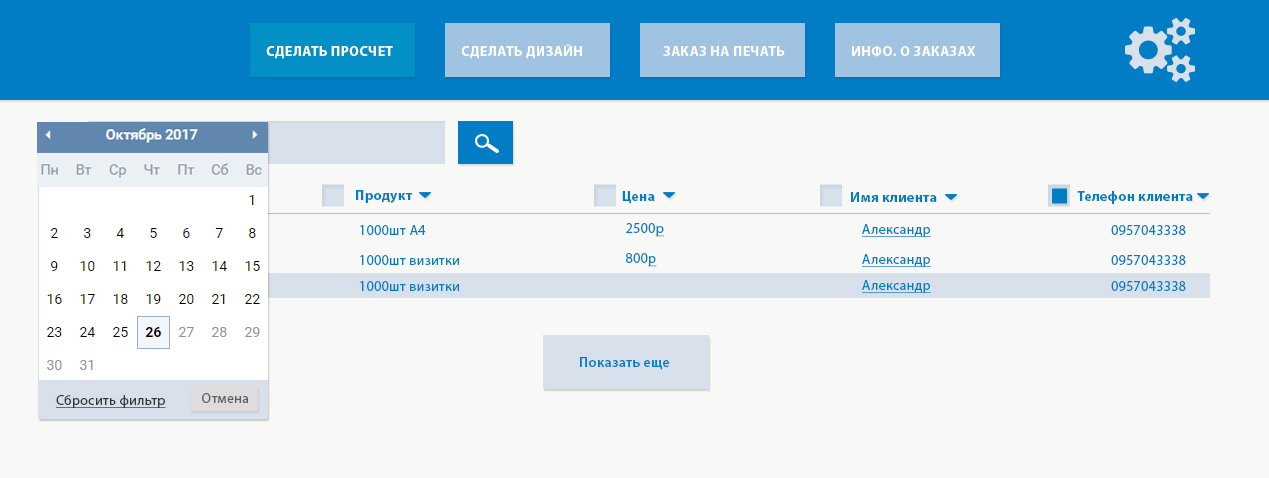 СДЕЛАТЬ ПРОСЧЕТ СДЕЛАТЬ ДИЗАЙН ЗАКАЗ НА ПЕЧАТЬ ИНФО. О ЗАКАЗАХ
Октябрь 2017
Пн Вт Ср Чт Пт Сб Вс
1
2 3 4 5 6 7 8
9 10 11 12 13 14 15
16 17 18 19 20 21 22
23 24 25 26 27 28 29
30 31
Сбросить фильтр Отмена
Продукт Цена Имя клиента Телефон клиента
1000шт А4 2500р Александр 0957043338
1000шт визитки 800р Александр 0957043338
1000шт визитки Александр 0957043338
Показать еще